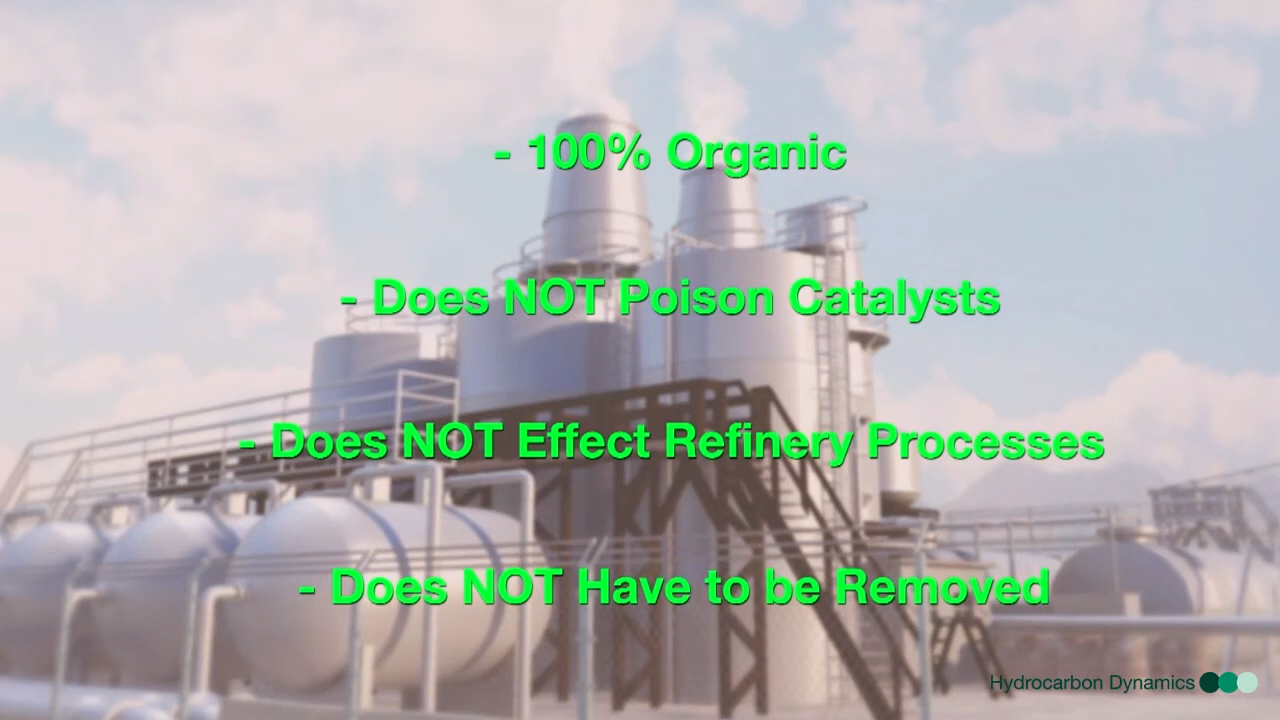 - 100% Organic
- Does NOT Poison Catalysts
- Does NOT Effect Refinery Processes
- Does NOT Have to be Removed
Hydrocarbon Dynamics